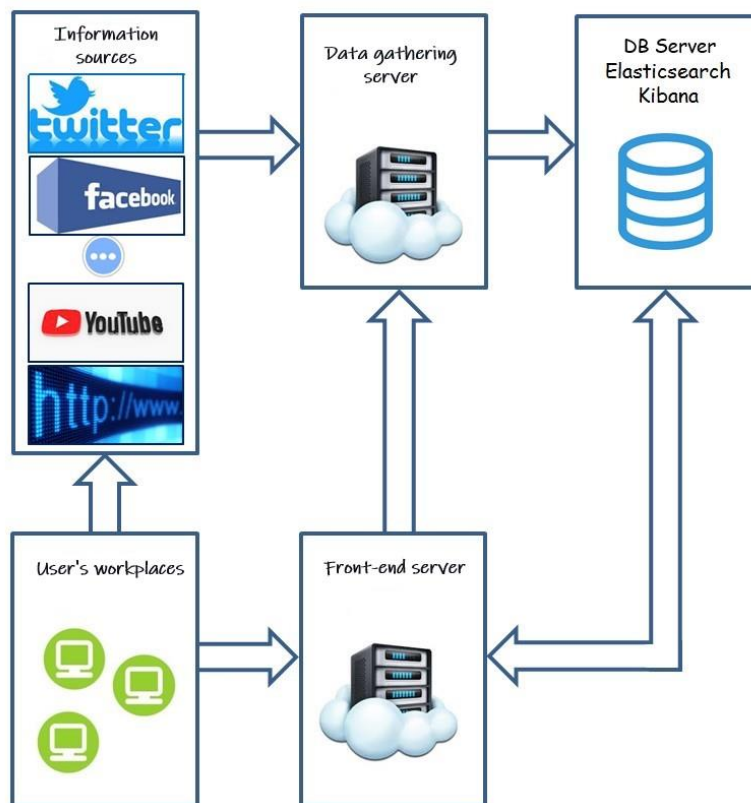 Information
sources
twitter
facebook
YouTube
http://www.
Data gathering
server
DB Server
Elasticsearch
Kibana
User's workplaces
Front-end server